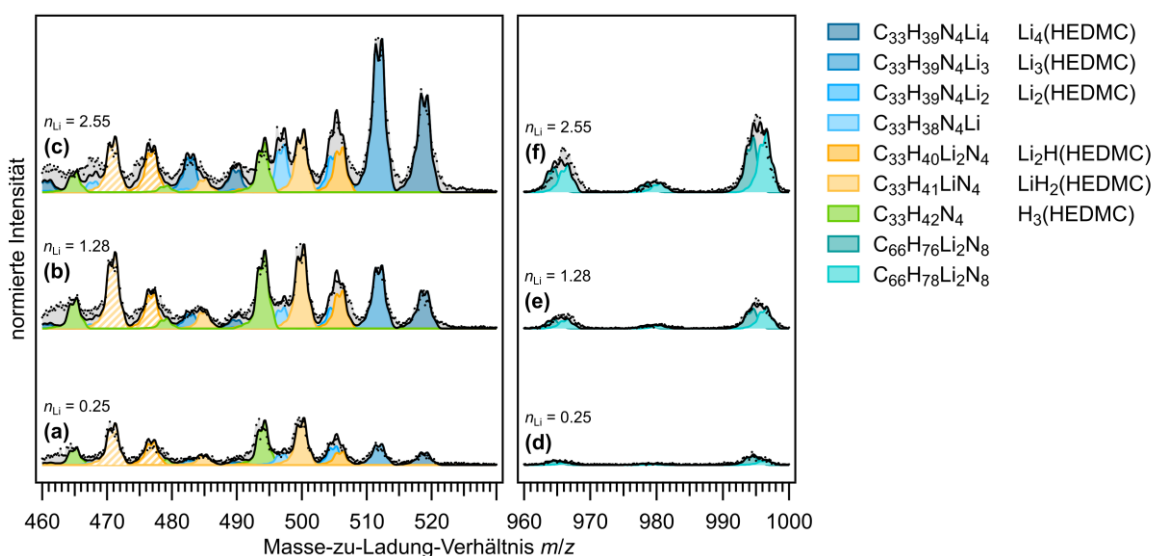 normierte Intensität
n_Li = 2.55
(c)
n_Li = 1.28
(b)
n_Li = 0.25
(a)
460 470 480 490 500 510 520
n_Li = 2.55
(f)
n_Li = 1.28
(e)
n_Li = 0.25
(d)
960 970 980 990 1000
Masse-zu-Ladung-Verhältnis m/z
C₃₃H₃₉N₄Li₄ Li₄(HEDMC)
C₃₃H₃₉N₄Li₃ Li₃(HEDMC)
C₃₃H₃₉N₄Li₂ Li₂(HEDMC)
C₃₃H₃₈N₄Li
C₃₃H₄₀Li₂N₄ Li₂H(HEDMC)
C₃₃H₄₁LiN₄ LiH₂(HEDMC)
C₃₃H₄₂N₄ H₃(HEDMC)
C₆₆H₇₆Li₂N₈
C₆₆H₇₈Li₂N₈